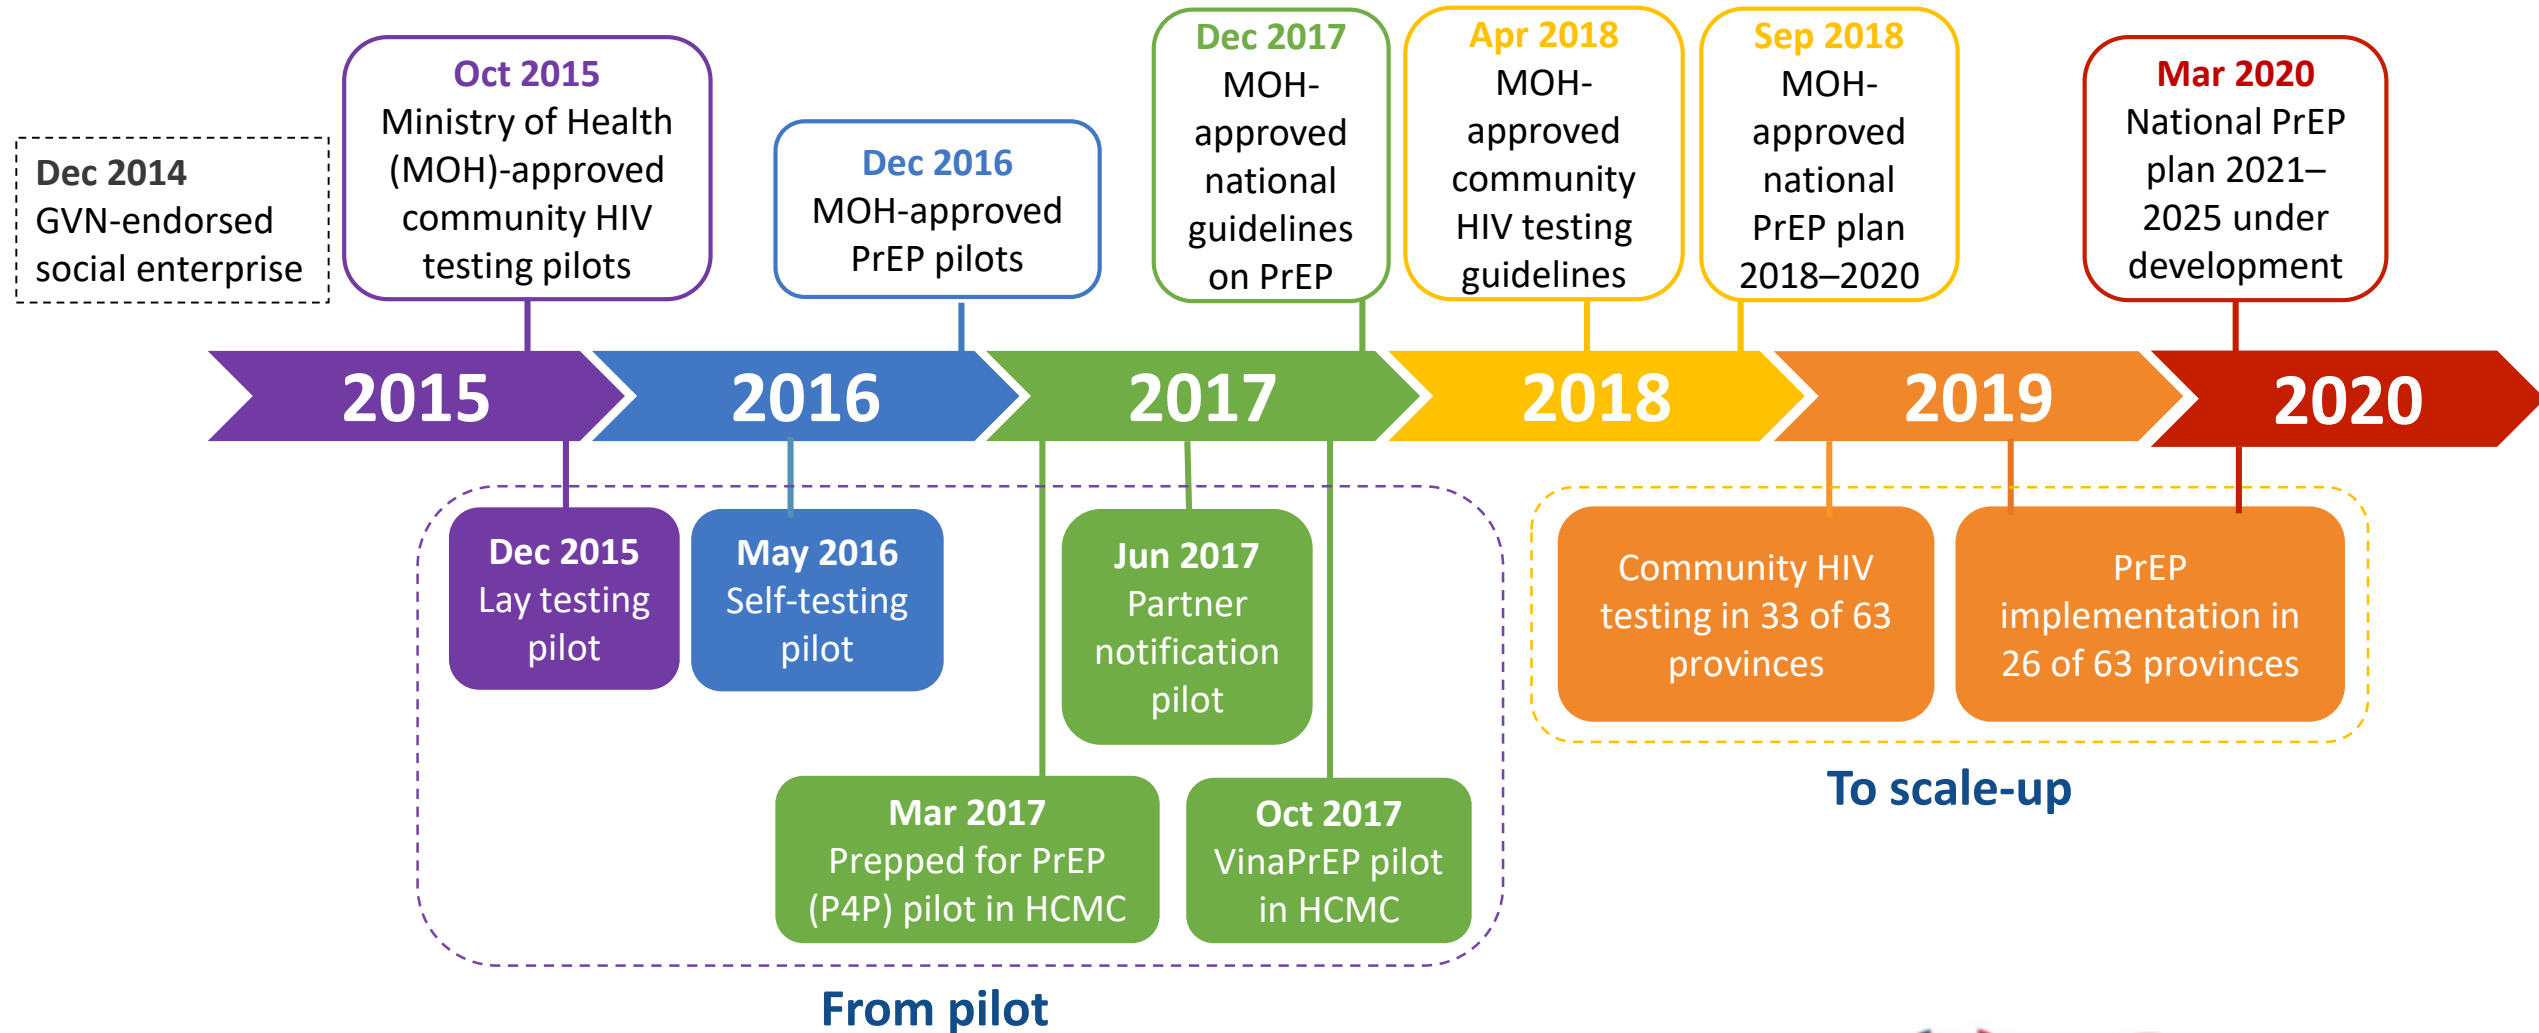 Dec 2014
GVN-endorsed
social enterprise
Oct 2015
Ministry of Health
(MOH)-approved
community HIV
testing pilots
Dec 2016
MOH-approved
PrEP pilots
Dec 2017
MOH-
approved
national
guidelines
on PrEP
Apr 2018
MOH-
approved
community
HIV testing
guidelines
Sep 2018
MOH-
approved
national
PrEP plan
2018–2020
Mar 2020
National PrEP
plan 2021–
2025 under
development
2015
2016
2017
2018
2019
2020
Dec 2015
Lay testing
pilot
May 2016
Self-testing
pilot
Jun 2017
Partner
notification
pilot
Mar 2017
Prepped for PrEP
(P4P) pilot in HCMC
Oct 2017
VinaPrEP pilot
in HCMC
From pilot
Community HIV
testing in 33 of 63
provinces
PrEP
implementation in
26 of 63 provinces
To scale-up